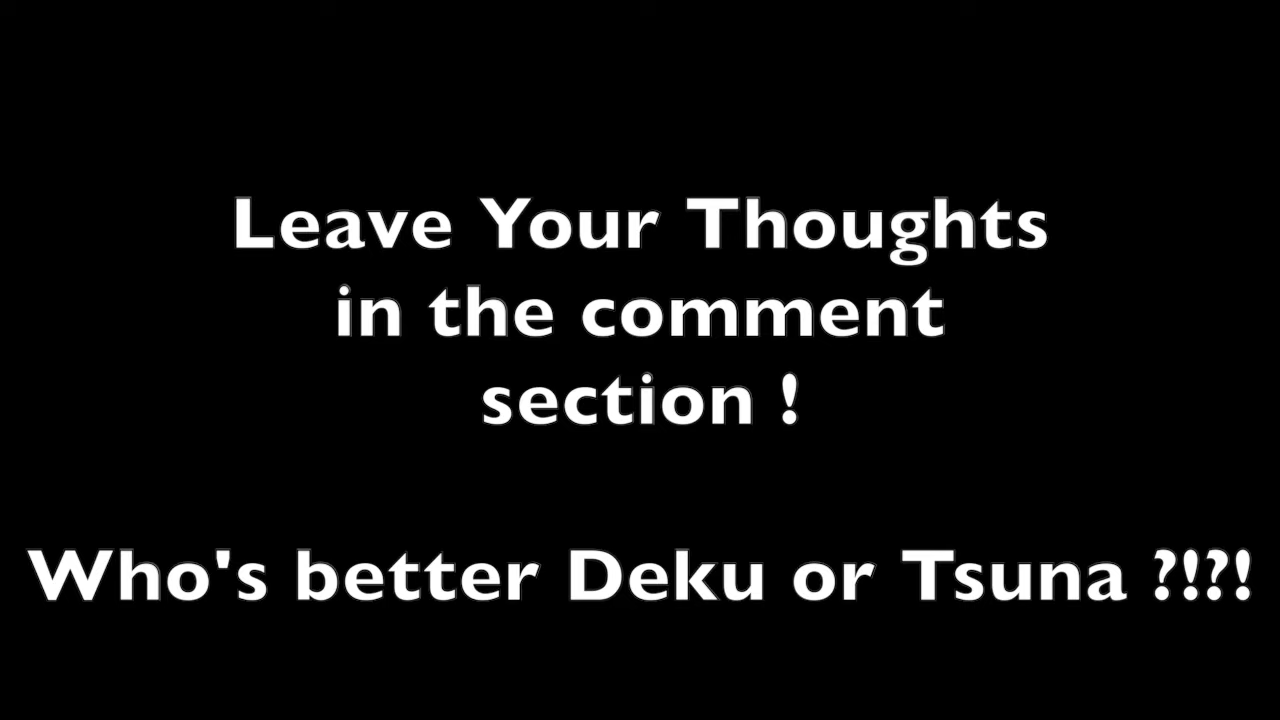 Leave Your Thoughts
in the comment
section !
Who's better Deku or Tsuna ?!?!